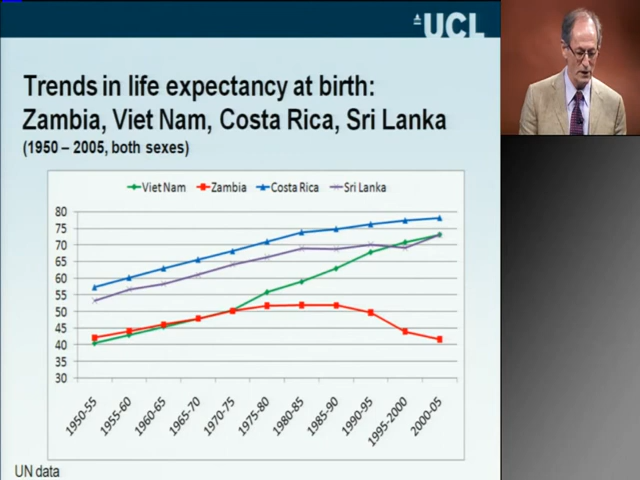 UCL
Trends in life expectancy at birth:
Zambia, Viet Nam, Costa Rica, Sri Lanka
(1950 – 2005, both sexes)
Viet Nam Zambia Costa Rica Sri Lanka
80
75
70
65
60
55
50
45
40
35
30
1950-55 1955-60 1960-65 1965-70 1970-75 1975-80 1980-85 1985-90 1990-95 1995-2000 2000-05
UN data